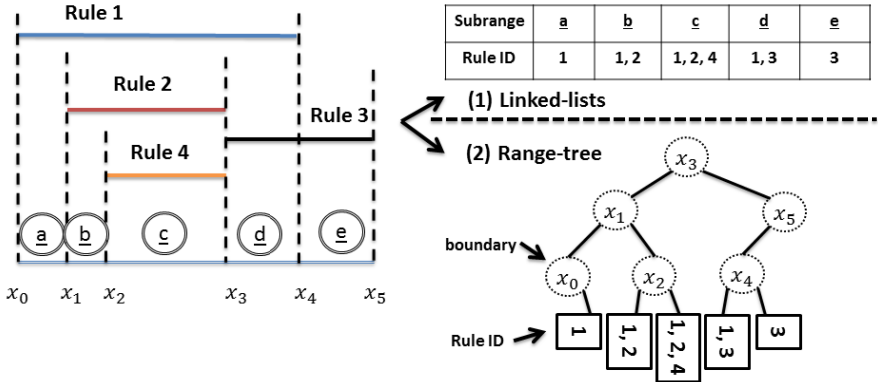 Rule 1
Rule 2
Rule 3
Rule 4
a b c d e
x₀ x₁ x₂ x₃ x₄ x₅
Subrange a b c d e
Rule ID 1 1, 2 1, 2, 4 1, 3 3
(1) Linked-lists
(2) Range-tree
x₃
x₁ x₅
boundary
x₀ x₂ x₄
Rule ID
1 1, 2 1, 2, 4 1, 3 3